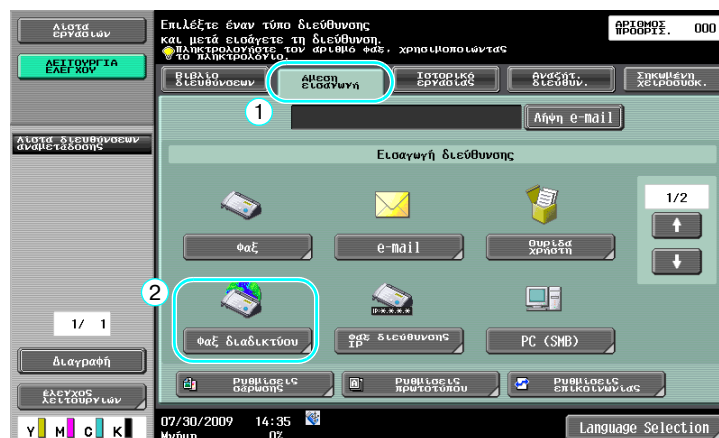 Λίστα
εργασιών
Επιλέξτε έναν τύπο διεύθυνσης
και μετά εισάγετε τη διεύθυνση.
Πληκτρολογήστε τον αριθμό φαξ, χρησιμοποιώντας
το πληκτρολόγιο.
ΑΡΙΘΜΟΣ
ΠΡΟΟΡΙΣ. 000
ΛΕΙΤΟΥΡΓΙΑ
ΕΛΕΓΧΟΥ
Βιβλίο
διευθύνσεων
Άμεση
εισαγωγή
Ιστορικό
εργασίας
Αναζήτ.
διευθυν.
Σηκωμένη
χειροσυσκ.
1
Λήψη e-mail
Λίστα διευθύνσεων
αναμετάδοσης
Εισαγωγή διεύθυνσης
1/2
Φαξ
e-mail
Θυρίδα
χρήστη
2
IP:*.*.*.*
Φαξ διαδικτύου
Φαξ διεύθυνσης
IP
PC (SMB)
1/ 1
Διαγραφή
Ρυθμίσεις
σάρωσης
Ρυθμίσεις
πρωτοτύπου
Ρυθμίσεις
επικοινωνίας
έλεγχος
λειτουργιών
07/30/2009 14:35
Μνήμη 0%
Y M C K
Language Selection